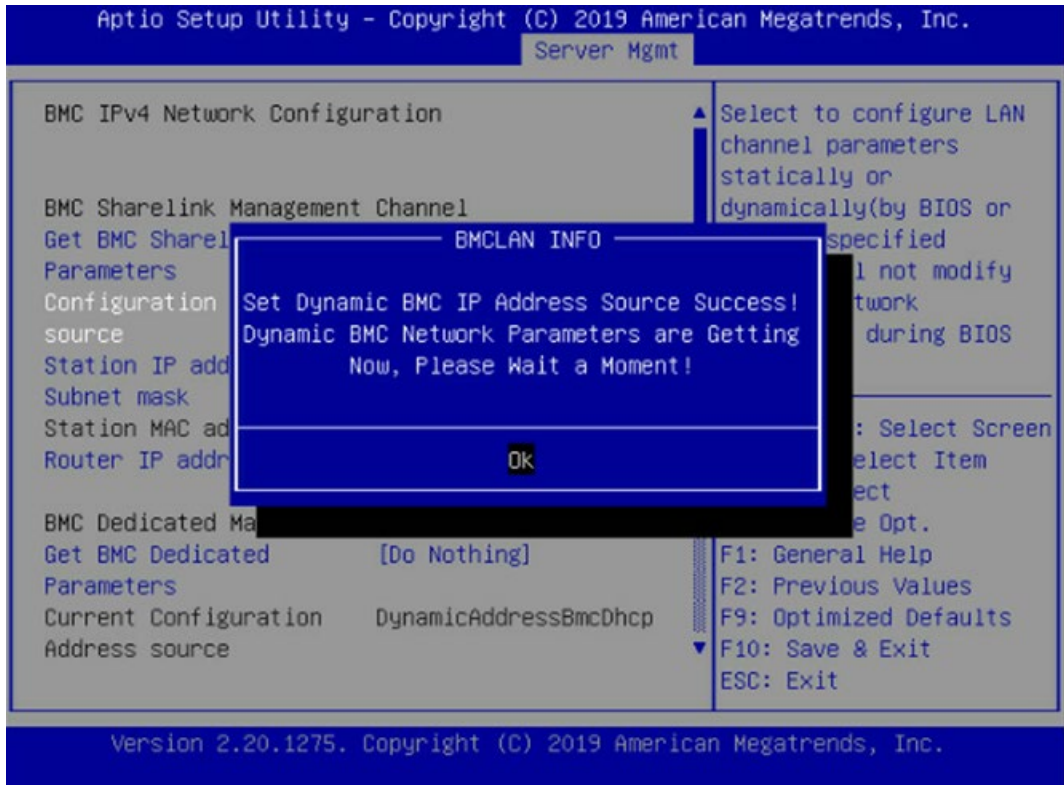 Aptio Setup Utility – Copyright (C) 2019 American Megatrends, Inc.
Server Mgmt
BMC IPv4 Network Configuration
BMC Sharelink Management Channel
Get BMC Sharel
Parameters
Configuration
source
Station IP add
Subnet mask
Station MAC ad
Router IP addr
BMC Dedicated Ma
Get BMC Dedicated [Do Nothing]
Parameters
Current Configuration DynamicAddressBmcDhcp
Address source
BMCLAN INFO
Set Dynamic BMC IP Address Source Success!
Dynamic BMC Network Parameters are Getting
Now, Please Wait a Moment!
Ok
Select to configure LAN
channel parameters
statically or
dynamically(by BIOS or
specified
l not modify
twork
during BIOS
: Select Screen
elect Item
ect
e Opt.
F1: General Help
F2: Previous Values
F9: Optimized Defaults
F10: Save & Exit
ESC: Exit
Version 2.20.1275. Copyright (C) 2019 American Megatrends, Inc.